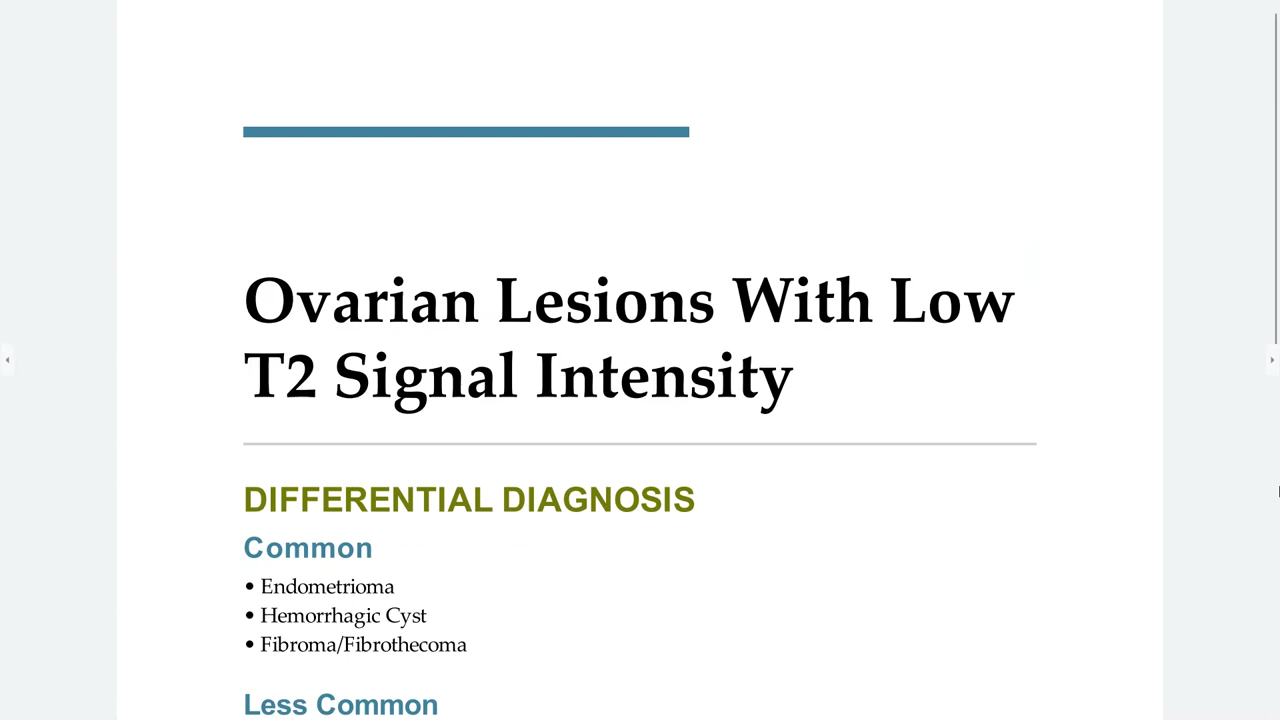 Ovarian Lesions With Low
T2 Signal Intensity
DIFFERENTIAL DIAGNOSIS
Common
• Endometrioma
• Hemorrhagic Cyst
• Fibroma/Fibrothecoma
Less Common